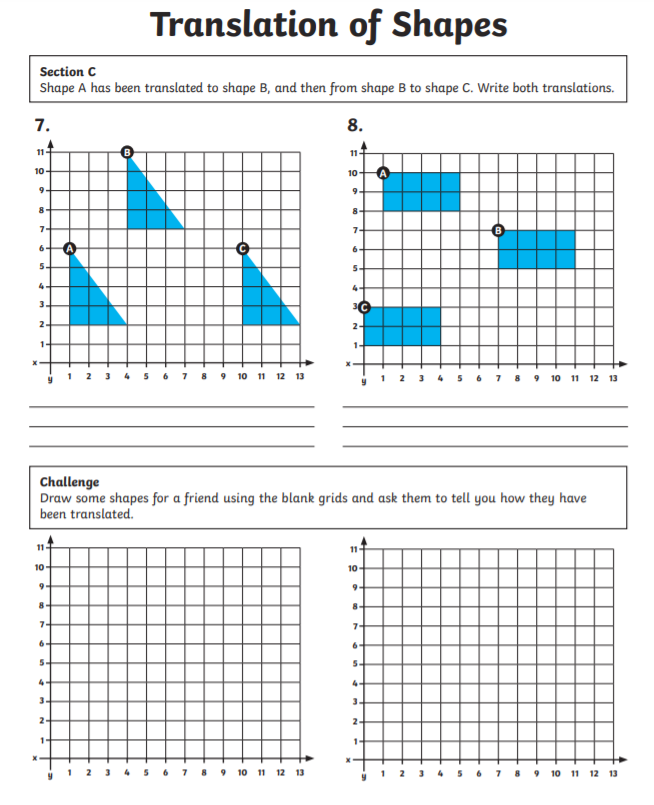 Translation of Shapes
Section C
Shape A has been translated to shape B, and then from shape B to shape C. Write both translations.
7.
11
10
9
8
7
6
5
4
3
2
1
x
y 1 2 3 4 5 6 7 8 9 10 11 12 13
B
A
C
8.
11
10
9
8
7
6
5
4
3
2
1
x
y 1 2 3 4 5 6 7 8 9 10 11 12 13
A
B
C
Challenge
Draw some shapes for a friend using the blank grids and ask them to tell you how they have
been translated.
11
10
9
8
7
6
5
4
3
2
1
x
y 1 2 3 4 5 6 7 8 9 10 11 12 13
11
10
9
8
7
6
5
4
3
2
1
x
y 1 2 3 4 5 6 7 8 9 10 11 12 13